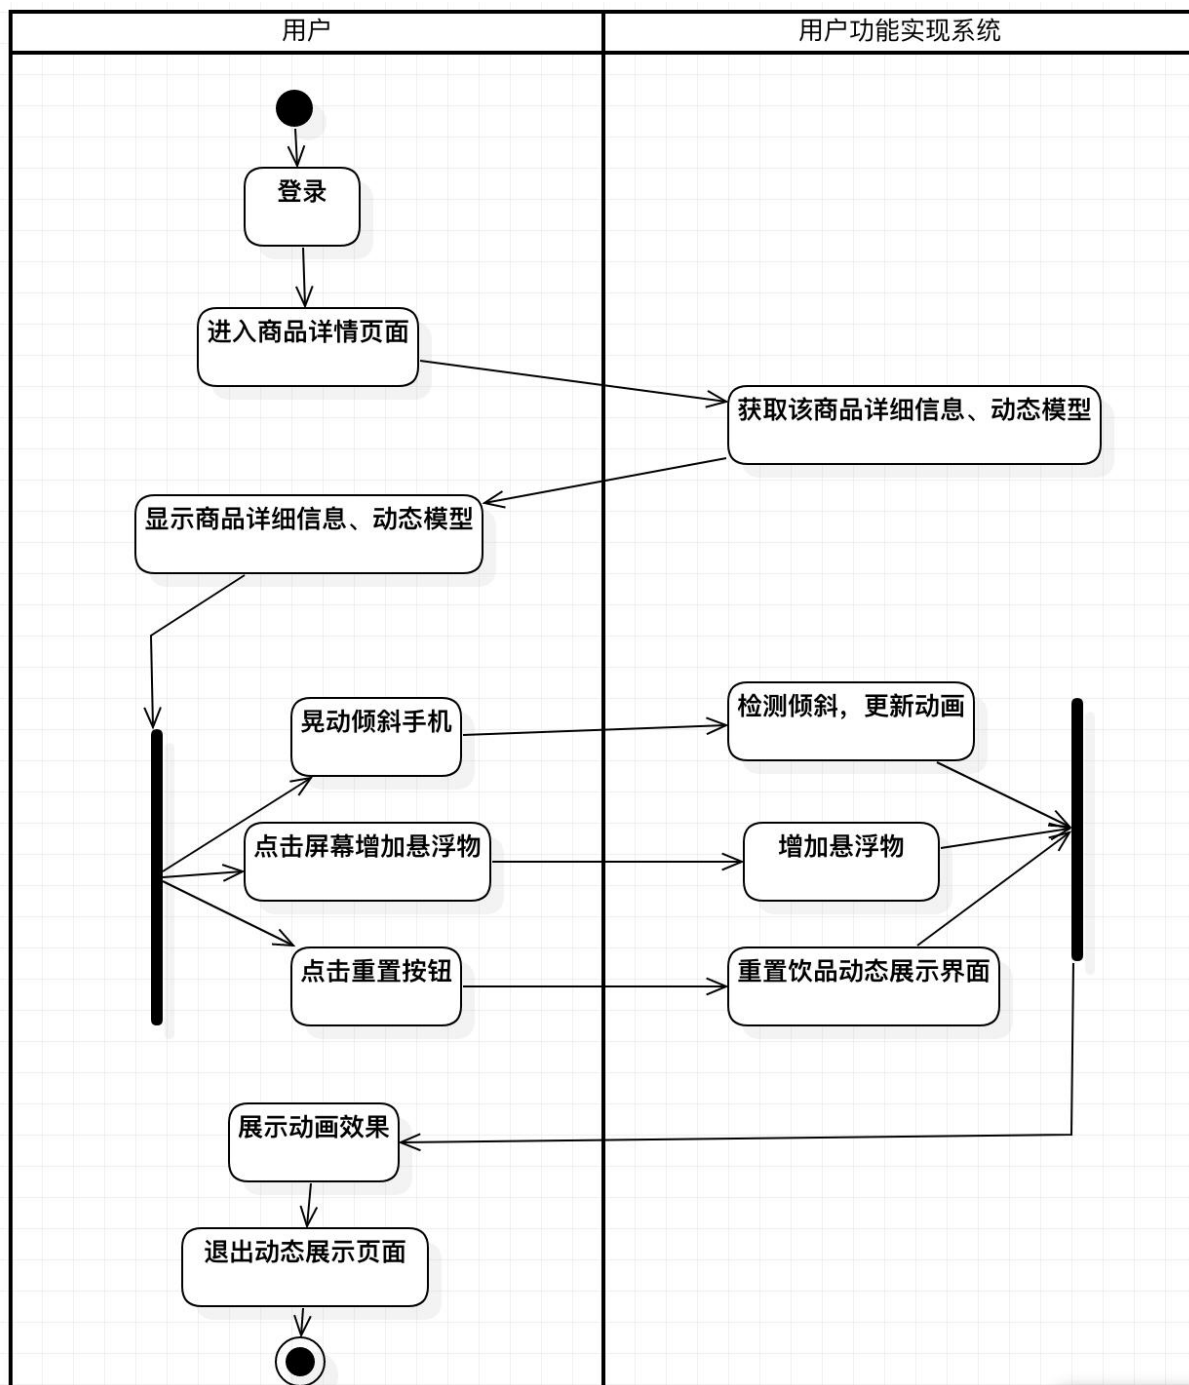 用户
用户功能实现系统
登录
进入商品详情页面
获取该商品详细信息、动态模型
显示商品详细信息、动态模型
晃动倾斜手机
检测倾斜，更新动画
点击屏幕增加悬浮物
增加悬浮物
点击重置按钮
重置饮品动态展示界面
展示动画效果
退出动态展示页面